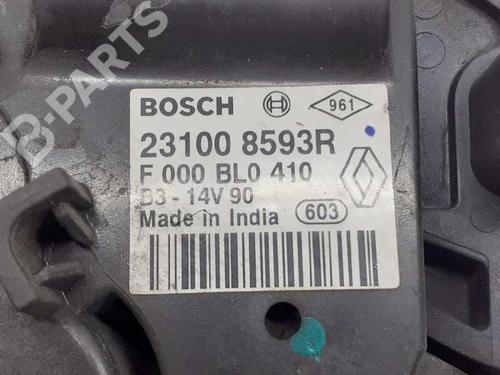 B-PARTS
BOSCH
961
23100 8593R
F 000 BL0 410
B3 - 14V 90
Made in India 603